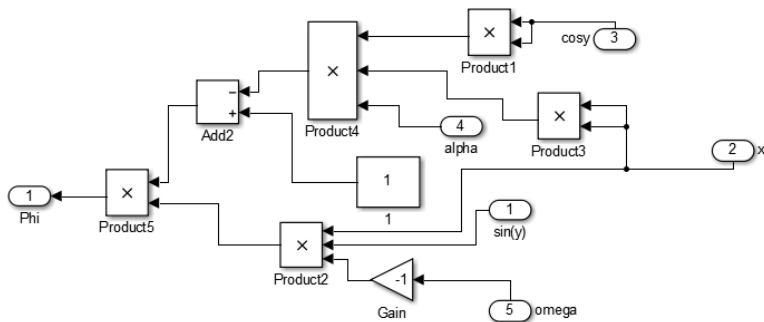 3
cosy
×
Product1
×
Product4
−
+
Add2
4
alpha
×
Product3
2
x
1
1
1
Phi
×
Product5
×
Product2
1
sin(y)
-1
Gain
5
omega